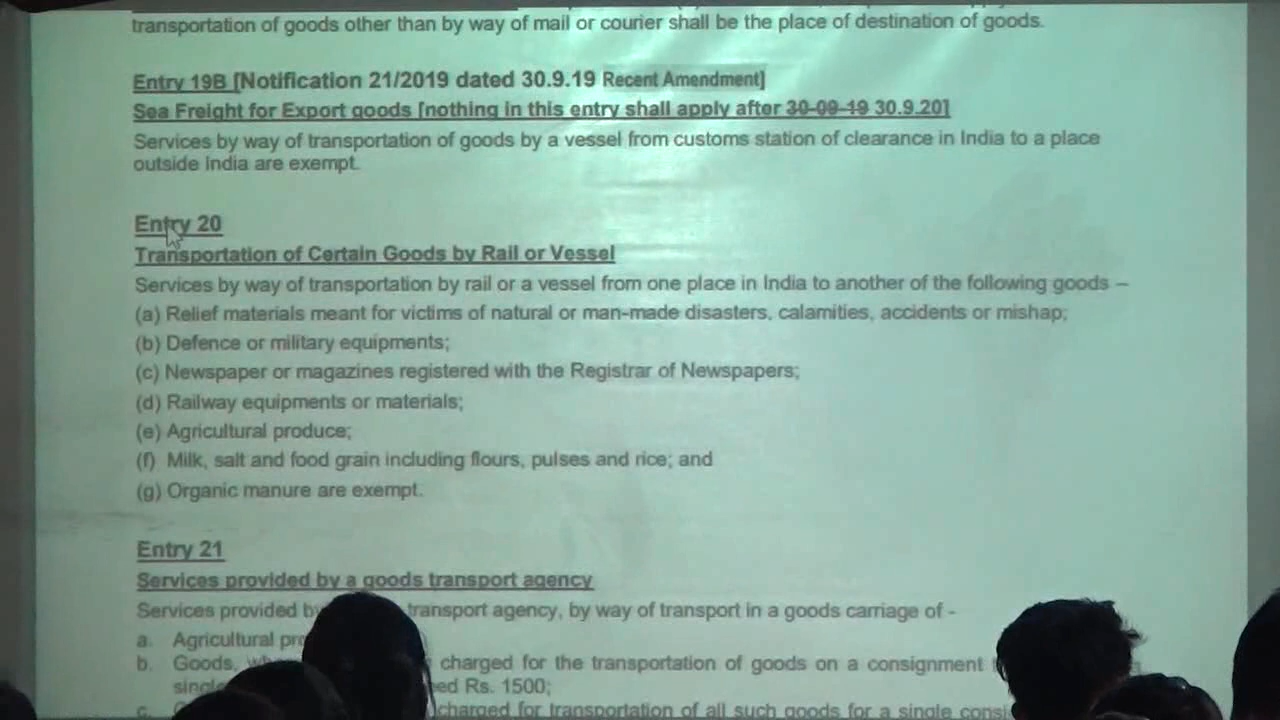 transportation of goods other than by way of mail or courier shall be the place of destination of goods.
Entry 19B [Notification 21/2019 dated 30.9.19 Recent Amendment]
Sea Freight for Export goods [nothing in this entry shall apply after 30-09-19 30.9.20]
Services by way of transportation of goods by a vessel from customs station of clearance in India to a place
outside India are exempt.
Entry 20
Transportation of Certain Goods by Rail or Vessel
Services by way of transportation by rail or a vessel from one place in India to another of the following goods –
(a) Relief materials meant for victims of natural or man-made disasters, calamities, accidents or mishap;
(b) Defence or military equipments;
(c) Newspaper or magazines registered with the Registrar of Newspapers;
(d) Railway equipments or materials;
(e) Agricultural produce;
(f) Milk, salt and food grain including flours, pulses and rice; and
(g) Organic manure are exempt.
Entry 21
Services provided by a goods transport agency
Services provided transport agency, by way of transport in a goods carriage of -
a. Agricultural
b. Goods, charged for the transportation of goods on a consignment
Rs. 1500;
c. charged for transportation of all such goods for a single